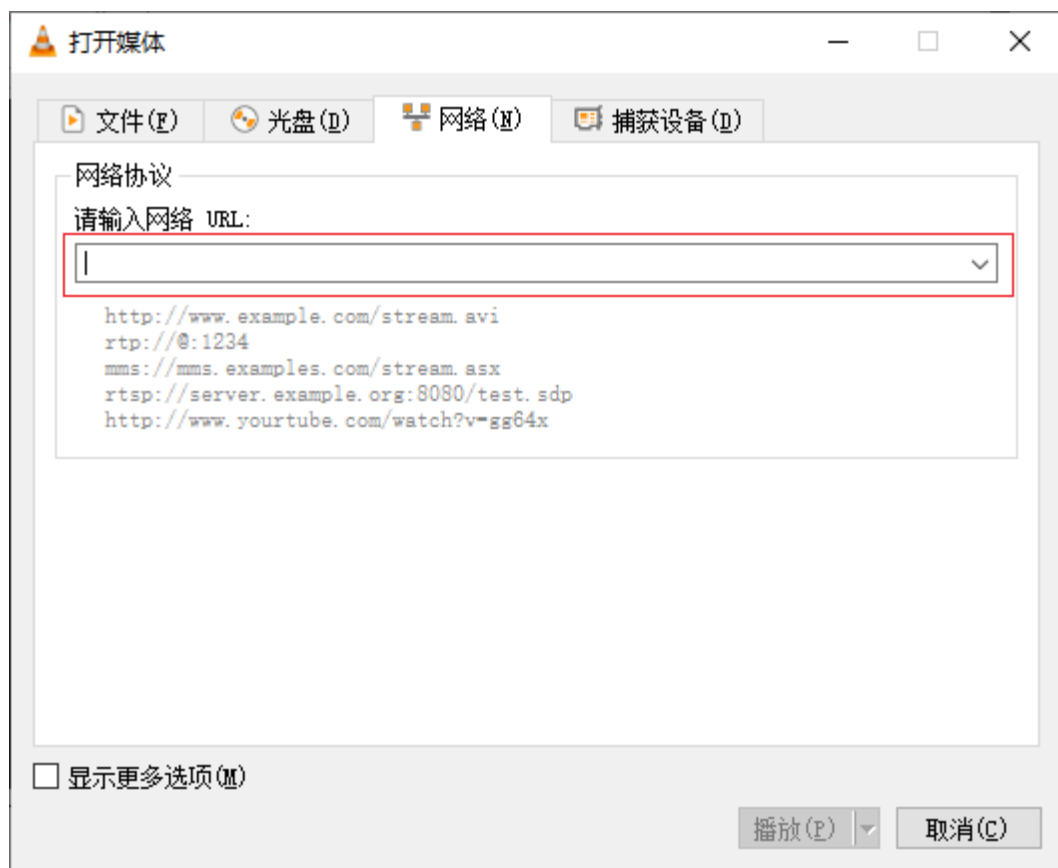 打开媒体
文件(F) 光盘(D) 网络(N) 捕获设备(D)
网络协议
请输入网络 URL:
http://www.example.com/stream.avi
rtp://@:1234
mms://mms.examples.com/stream.asx
rtsp://server.example.org:8080/test.sdp
http://www.yourtube.com/watch?v=gg64x
显示更多选项(M)
播放(P) 取消(C)